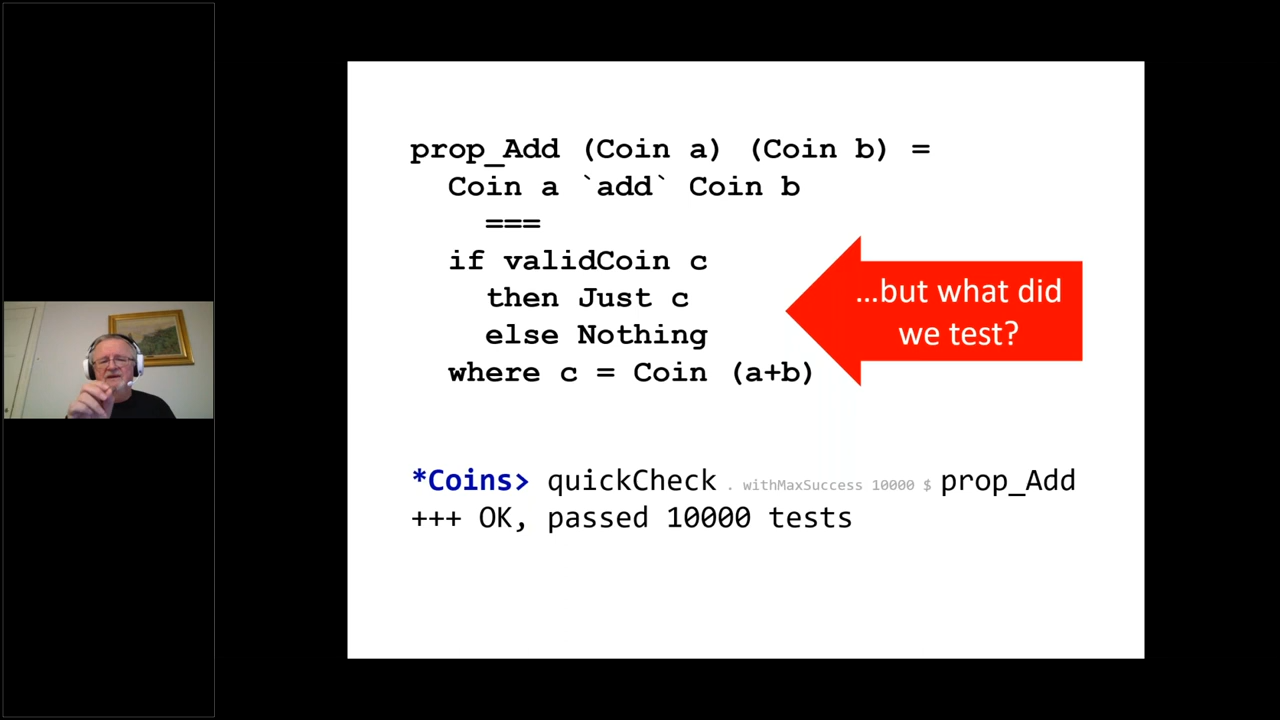 prop_Add (Coin a) (Coin b) =
Coin a `add` Coin b
===
if validCoin c
then Just c
else Nothing
where c = Coin (a+b)
...but what did
we test?
*Coins> quickCheck . withMaxSuccess 10000 $ prop_Add
+++ OK, passed 10000 tests